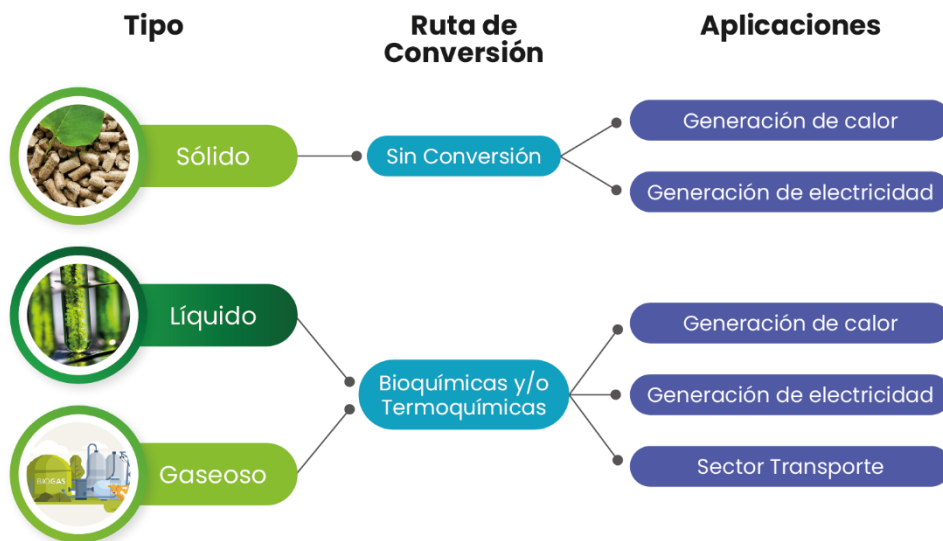 Tipo
Ruta de
Conversión
Aplicaciones
Sólido
Sin Conversión
Generación de calor
Generación de electricidad
Líquido
Gaseoso
BIOGAS
Bioquímicas y/o
Termoquímicas
Generación de calor
Generación de electricidad
Sector Transporte